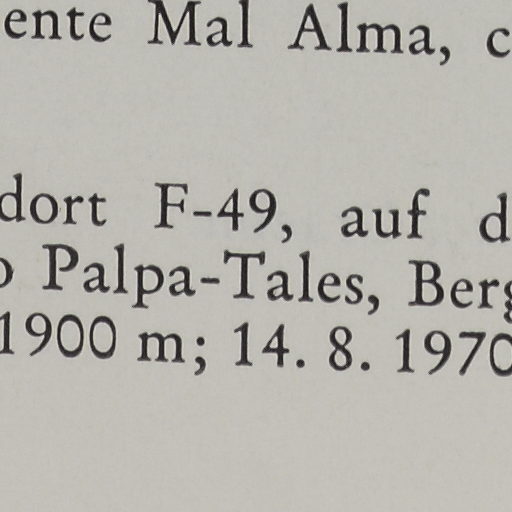 ente Mal Alma, c
dort F-49, auf d
o Palpa-Tales, Berg
1900 m; 14. 8. 1970